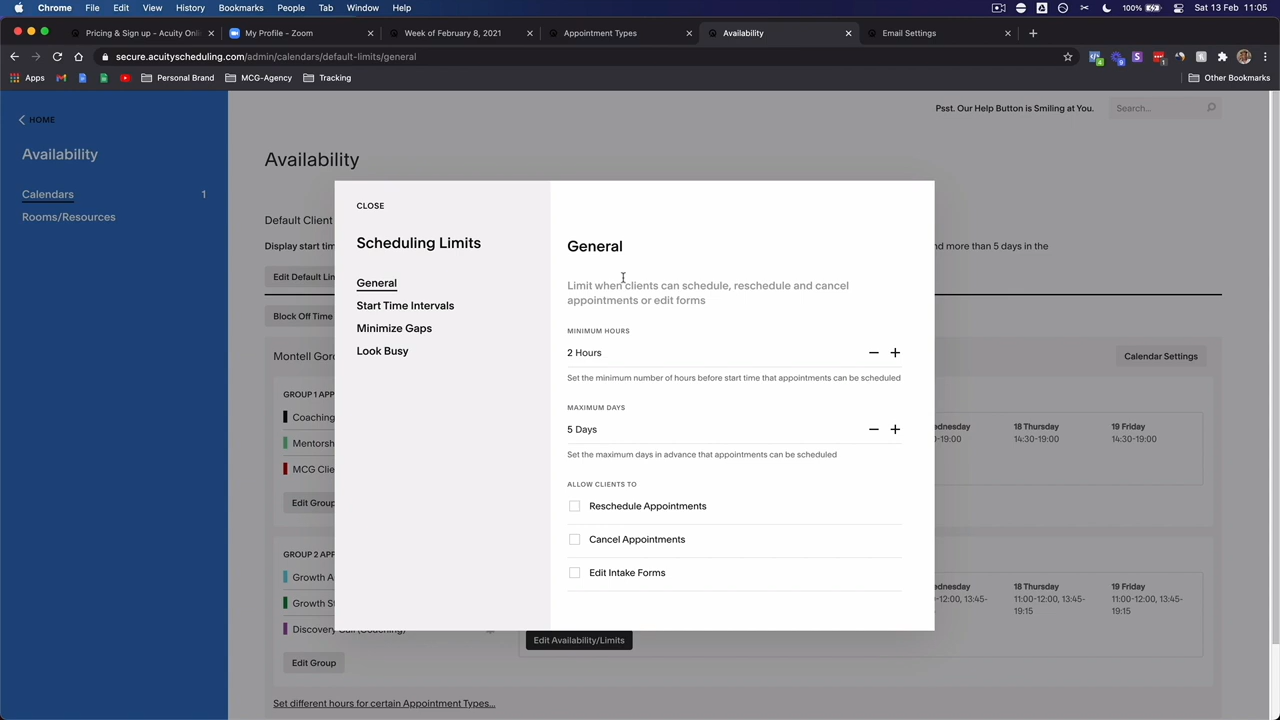 Chrome File Edit View History Bookmarks People Tab Window Help 100% Sat 13 Feb 11:05
Pricing & Sign up – Acuity Onli
My Profile - Zoom
Week of February 8, 2021
Appointment Types
Availability
Email Settings
secure.acuityscheduling.com/admin/calendars/default-limits/general
Apps
Personal Brand
MCG-Agency
Tracking
Other Bookmarks
HOME
Psst. Our Help Button is Smiling at You.
Search...
Availability
Calendars 1
Rooms/Resources
Availability
Default Client
Display start tim
nd more than 5 days in the
Edit Default Lim
Block Off Time
Montell Gord
Calendar Settings
GROUP 1 APP
Coaching
Mentorsh
MCG Clie
Edit Group
ednesday
0-19:00
18 Thursday
14:30-19:00
19 Friday
14:30-19:00
GROUP 2 APP
Growth A
Growth St
Discovery Call (Coaching)
Edit Group
ednesday
0-12:00, 13:45-
18 Thursday
11:00-12:00, 13:45-
19:15
19 Friday
11:00-12:00, 13:45-
19:15
Edit Availability/Limits
Set different hours for certain Appointment Types...
CLOSE
Scheduling Limits
General
Start Time Intervals
Minimize Gaps
Look Busy
General
Limit when clients can schedule, reschedule and cancel
appointments or edit forms
MINIMUM HOURS
2 Hours
Set the minimum number of hours before start time that appointments can be scheduled
MAXIMUM DAYS
5 Days
Set the maximum days in advance that appointments can be scheduled
ALLOW CLIENTS TO
Reschedule Appointments
Cancel Appointments
Edit Intake Forms